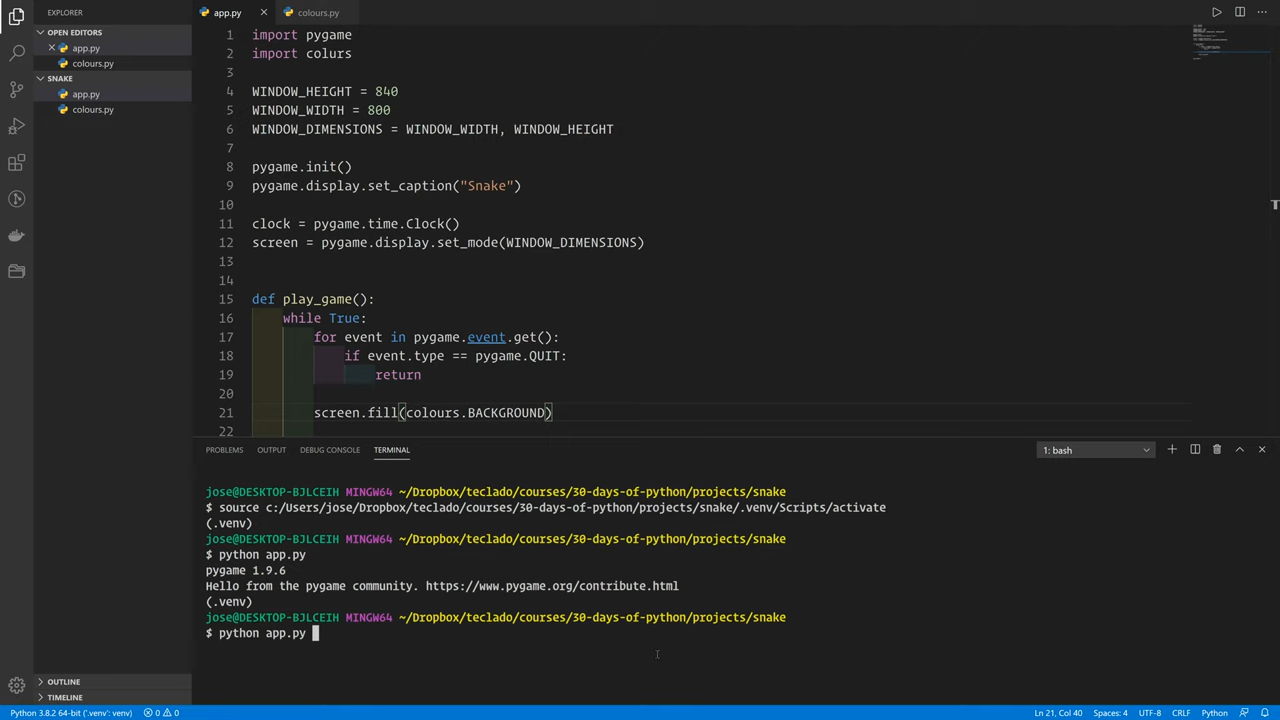 EXPLORER
OPEN EDITORS
app.py
colours.py
SNAKE
app.py
colours.py
OUTLINE
TIMELINE
app.py
colours.py
1 import pygame
2 import colurs
3
4 WINDOW_HEIGHT = 840
5 WINDOW_WIDTH = 800
6 WINDOW_DIMENSIONS = WINDOW_WIDTH, WINDOW_HEIGHT
7
8 pygame.init()
9 pygame.display.set_caption("Snake")
10
11 clock = pygame.time.Clock()
12 screen = pygame.display.set_mode(WINDOW_DIMENSIONS)
13
14
15 def play_game():
16 while True:
17 for event in pygame.event.get():
18 if event.type == pygame.QUIT:
19 return
20
21 screen.fill(colours.BACKGROUND)
22
PROBLEMS OUTPUT DEBUG CONSOLE TERMINAL 1: bash
jose@DESKTOP-BJLCEIH MINGW64 ~/Dropbox/teclado/courses/30-days-of-python/projects/snake
$ source c:/Users/jose/Dropbox/teclado/courses/30-days-of-python/projects/snake/.venv/Scripts/activate
(.venv)
jose@DESKTOP-BJLCEIH MINGW64 ~/Dropbox/teclado/courses/30-days-of-python/projects/snake
$ python app.py
pygame 1.9.6
Hello from the pygame community. https://www.pygame.org/contribute.html
(.venv)
jose@DESKTOP-BJLCEIH MINGW64 ~/Dropbox/teclado/courses/30-days-of-python/projects/snake
$ python app.py
Python 3.8.2 64-bit ('.venv': venv) 0 0 Ln 21, Col 40 Spaces: 4 UTF-8 CRLF Python